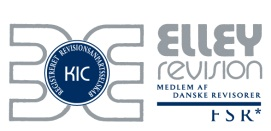 REGISTRERET REVISIONSANPARTSSELSKAB
KIC
ELLEY
revision
MEDLEM AF
DANSKE REVISORER
FSR*